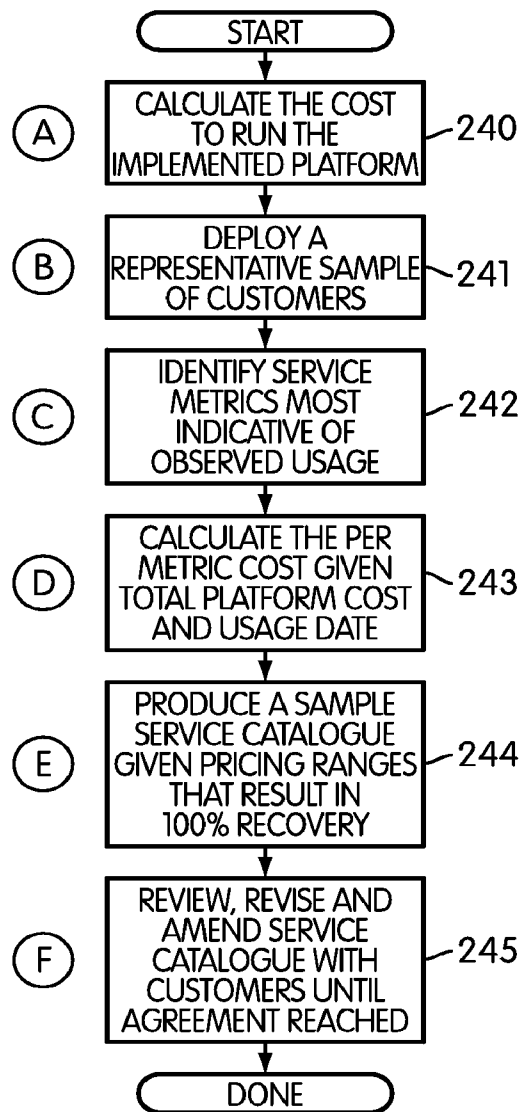 START
A
CALCULATE THE COST
TO RUN THE
IMPLEMENTED PLATFORM
240
B
DEPLOY A
REPRESENTATIVE SAMPLE
OF CUSTOMERS
241
C
IDENTIFY SERVICE
METRICS MOST
INDICATIVE OF
OBSERVED USAGE
242
D
CALCULATE THE PER
METRIC COST GIVEN
TOTAL PLATFORM COST
AND USAGE DATE
243
E
PRODUCE A SAMPLE
SERVICE CATALOGUE
GIVEN PRICING RANGES
THAT RESULT IN
100% RECOVERY
244
F
REVIEW, REVISE AND
AMEND SERVICE
CATALOGUE WITH
CUSTOMERS UNTIL
AGREEMENT REACHED
245
DONE